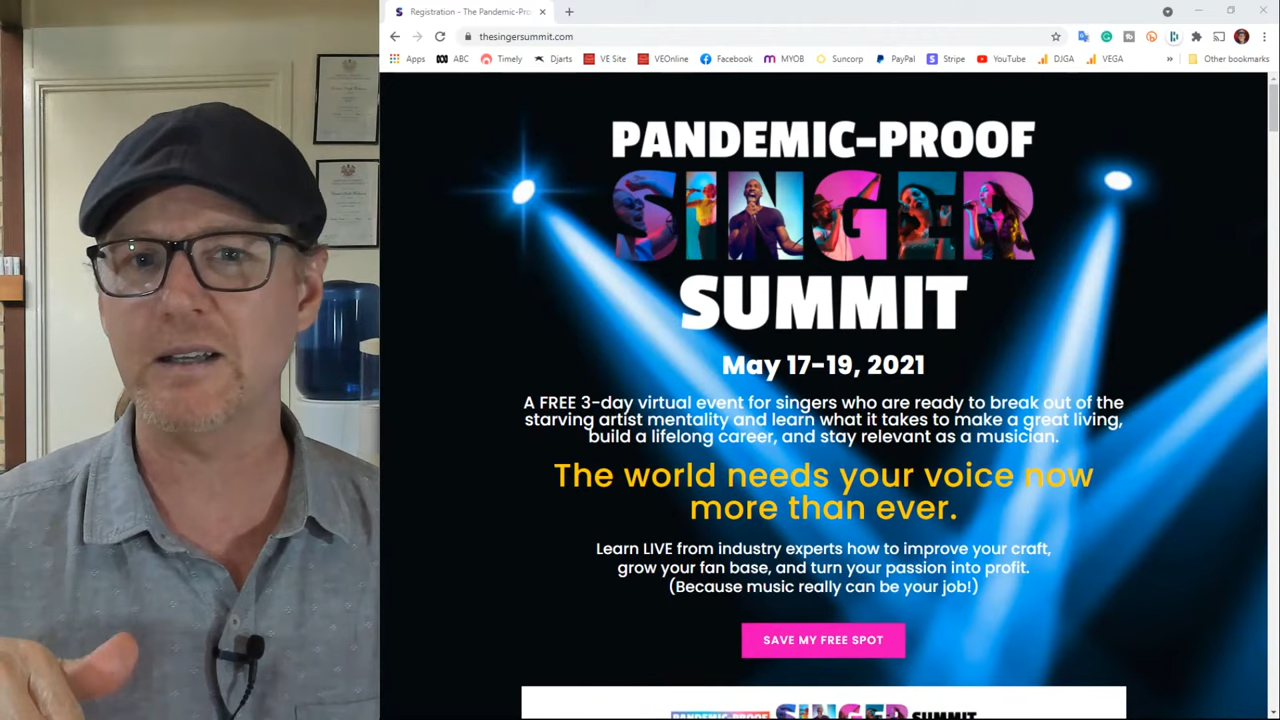 Registration - The Pandemic-Pro
thesingersummit.com
Apps ABC Timely Djarts VE Site VEOnline Facebook MYOB Suncorp PayPal Stripe YouTube DJGA VEGA » Other bookmarks
PANDEMIC-PROOF
SINGER
SUMMIT
May 17-19, 2021
A FREE 3-day virtual event for singers who are ready to break out of the
starving artist mentality and learn what it takes to make a great living,
build a lifelong career, and stay relevant as a musician.
The world needs your voice now
more than ever.
Learn LIVE from industry experts how to improve your craft,
grow your fan base, and turn your passion into profit.
(Because music really can be your job!)
SAVE MY FREE SPOT
PANDEMIC-PROOF SINGER SUMMIT